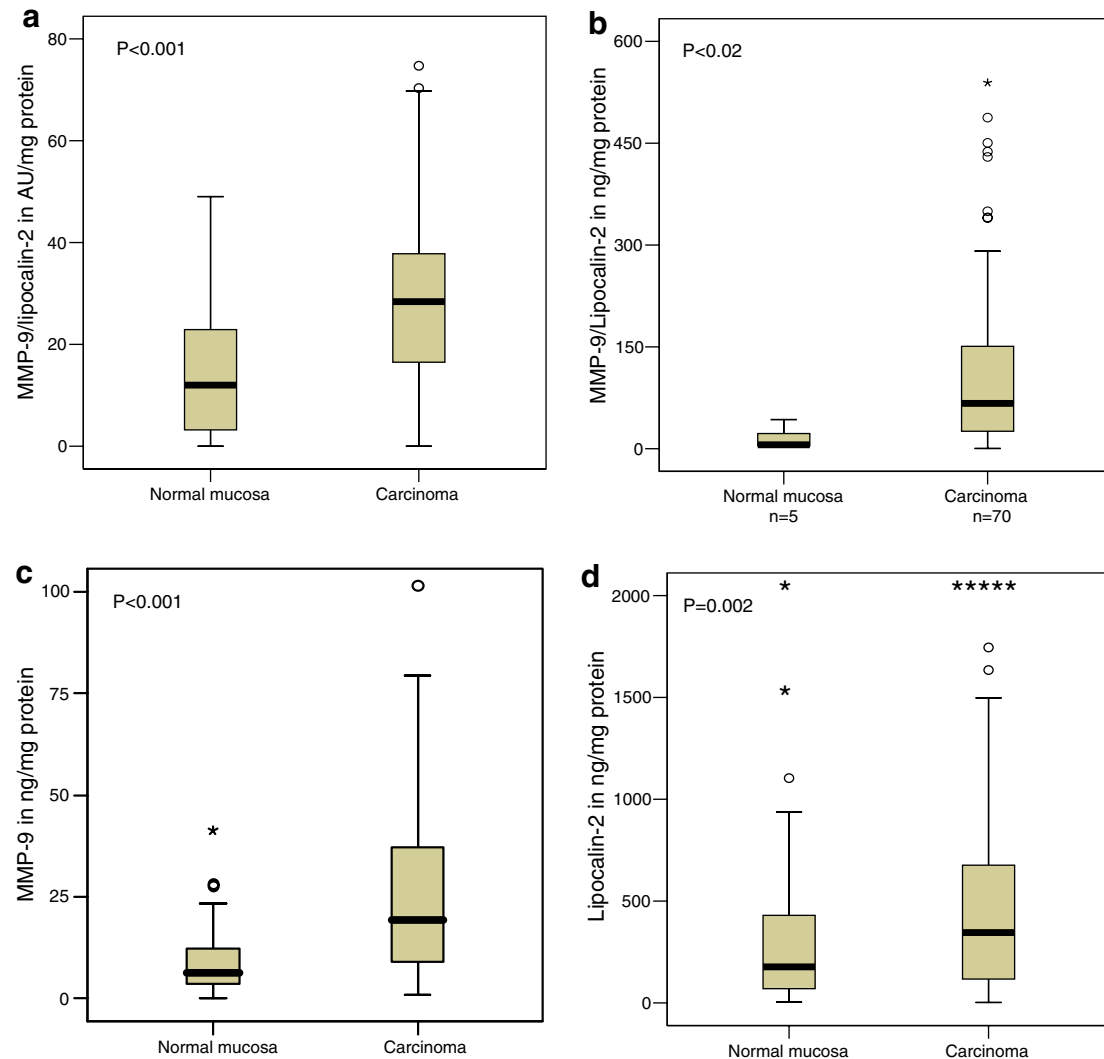 a
P<0.001
MMP-9/lipocalin-2 in AU/mg protein
80
60
40
20
0
Normal mucosa
Carcinoma
b
P<0.02
MMP-9/Lipocalin-2 in ng/mg protein
600
450
300
150
0
*
Normal mucosa
n=5
Carcinoma
n=70
c
P<0.001
MMP-9 in ng/mg protein
100
75
50
25
0
*
Normal mucosa
Carcinoma
d
P=0.002
Lipocalin-2 in ng/mg protein
2000
1500
1000
500
0
*
*****
*
Normal mucosa
Carcinoma